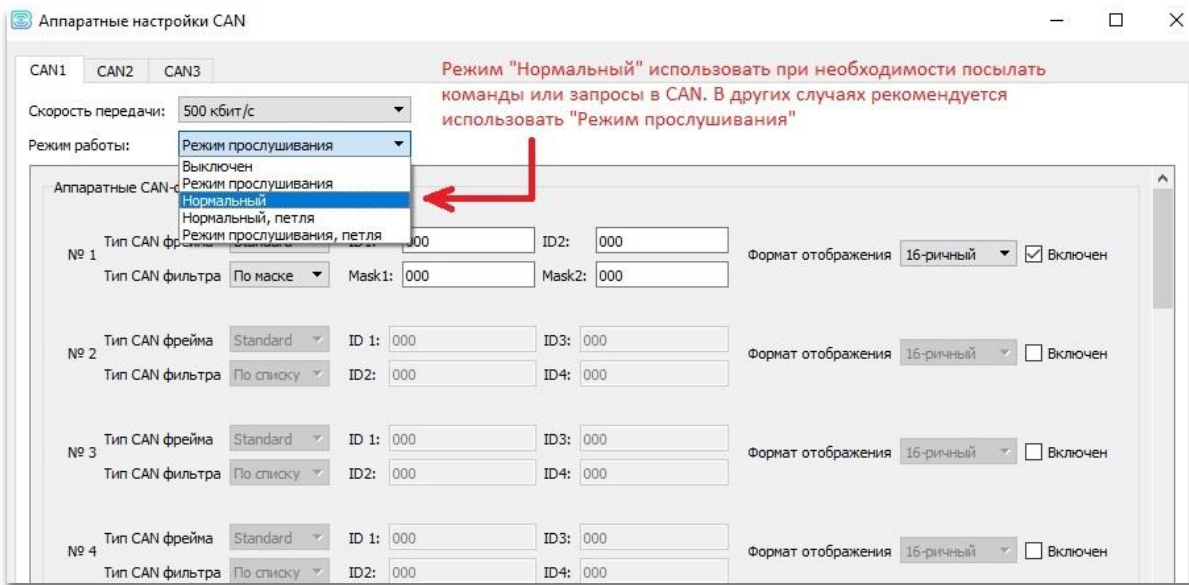 Аппаратные настройки CAN
CAN1 CAN2 CAN3
Режим "Нормальный" использовать при необходимости посылать
команды или запросы в CAN. В других случаях рекомендуется
использовать "Режим прослушивания"
Скорость передачи: 500 кбит/с
Режим работы: Режим прослушивания
Выключен
Режим прослушивания
Нормальный
Нормальный, петля
Режим прослушивания, петля
Аппаратные CAN-
№ 1
Тип CAN 000 ID2: 000
Тип CAN фильтра По маске Mask1: 000 Mask2: 000
Формат отображения 16-ричный Включен
№ 2
Тип CAN фрейма Standard ID 1: 000 ID3: 000
Тип CAN фильтра По списку ID2: 000 ID4: 000
Формат отображения 16-ричный Включен
№ 3
Тип CAN фрейма Standard ID 1: 000 ID3: 000
Тип CAN фильтра По списку ID2: 000 ID4: 000
Формат отображения 16-ричный Включен
№ 4
Тип CAN фрейма Standard ID 1: 000 ID3: 000
Тип CAN фильтра По списку ID2: 000 ID4: 000
Формат отображения 16-ричный Включен